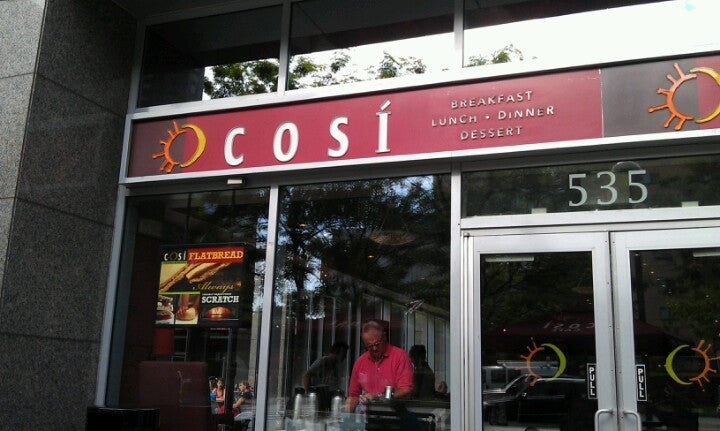 COSÍ
BREAKFAST
LUNCH • DINNER
DESSERT
535
COSÍ FLATBREAD
Always
SCRATCH
PULL
PULL